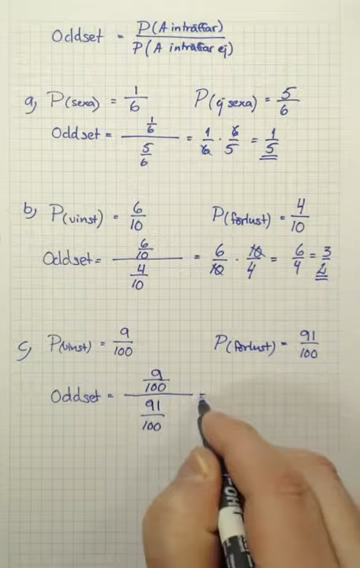 Oddset = P(A inträffar) / P(A inträffar ej)
a) P(sexa) = 1/6 P(ej sexa) = 5/6
Oddset = 1/6 / 5/6 = 1/6 · 6/5 = 1/5
b) P(vinst) = 6/10 P(förlust) = 4/10
Oddset = 6/10 / 4/10 = 6/10 · 10/4 = 6/4 = 3/2
c) P(vinst) = 9/100 P(förlust) = 91/100
Oddset = 9/100 / 91/100 =